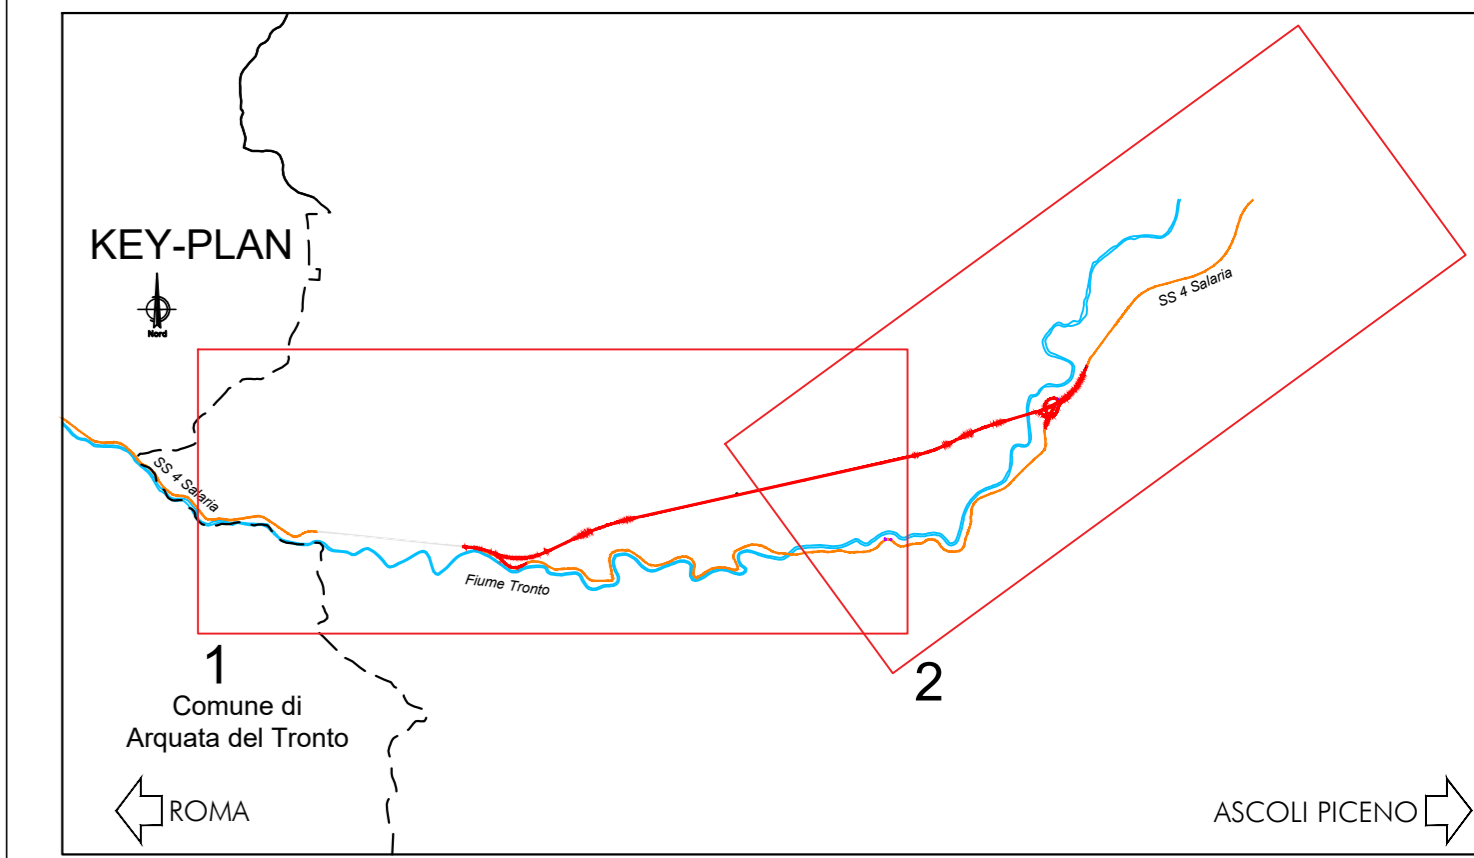 KEY-PLAN
Nord
SS 4 Salaria
SS 4 Salaria
Fiume Tronto
1
2
Comune di
Arquata del Tronto
ROMA
ASCOLI PICENO